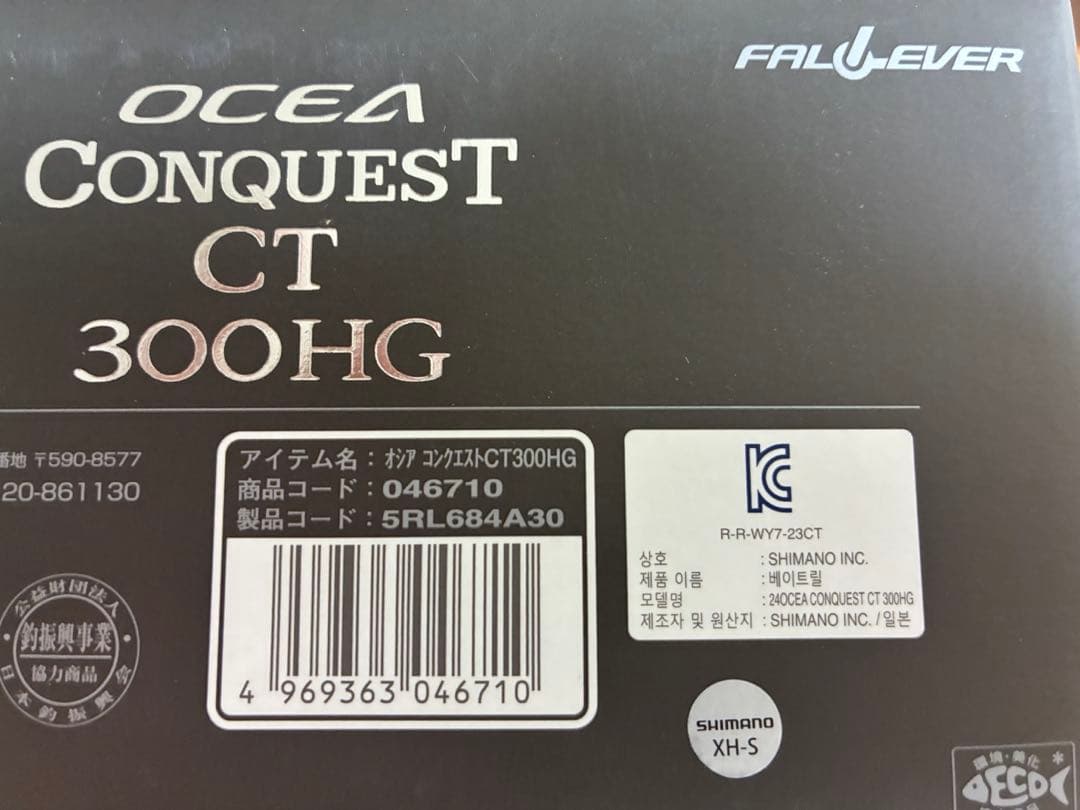 FALLEVER
OCEA
CONQUEST
CT
300HG
番地 〒590-8577
20-861130
アイテム名：オシア コンクエストCT300HG
商品コード：046710
製品コード：5RL684A30
4 969363 046710
R-R-WY7-23CT
상호 : SHIMANO INC.
제품 이름 : 베이트릴
모델명 : 24OCEA CONQUEST CT 300HG
제조자 및 원산지 : SHIMANO INC. / 일본
公益財団法人
釣振興事業
協力商品
日本釣振興会
SHIMANO
XH-S
環境・美化
DECO